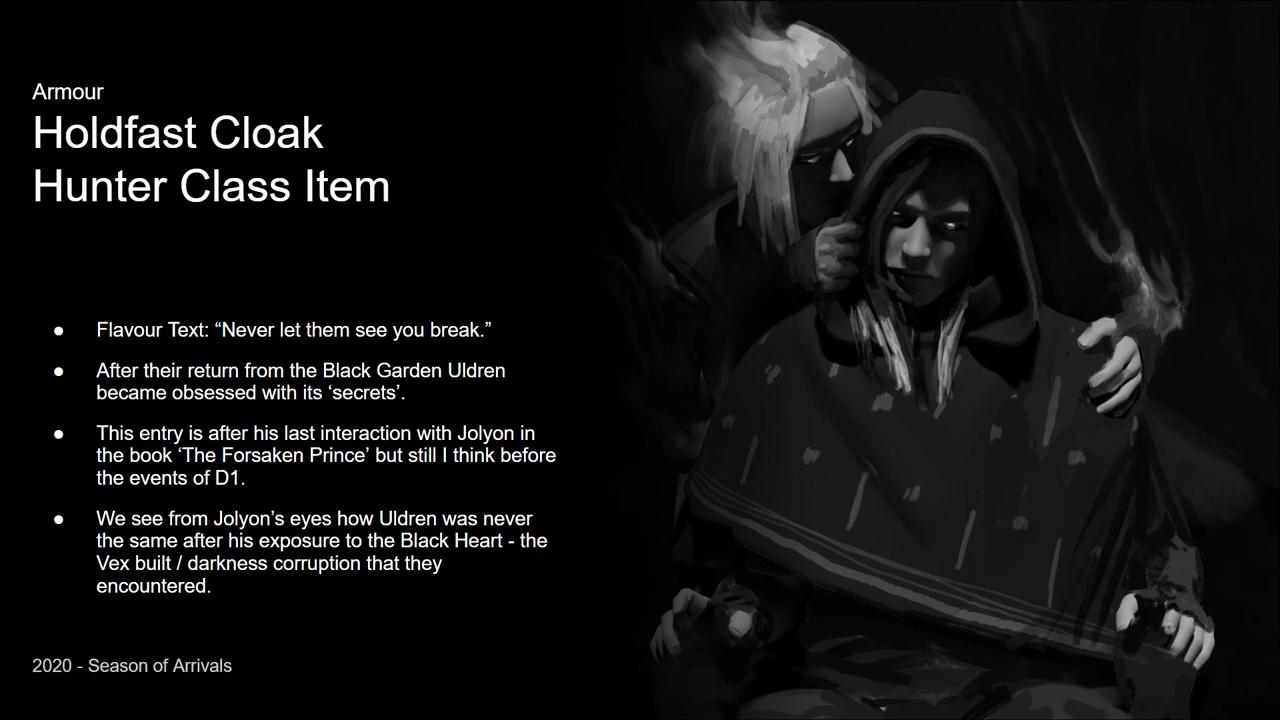 Armour
Holdfast Cloak
Hunter Class Item
● Flavour Text: “Never let them see you break.”
● After their return from the Black Garden Uldren
became obsessed with its ‘secrets’.
● This entry is after his last interaction with Jolyon in
the book ‘The Forsaken Prince’ but still I think before
the events of D1.
● We see from Jolyon’s eyes how Uldren was never
the same after his exposure to the Black Heart - the
Vex built / darkness corruption that they
encountered.
2020 - Season of Arrivals